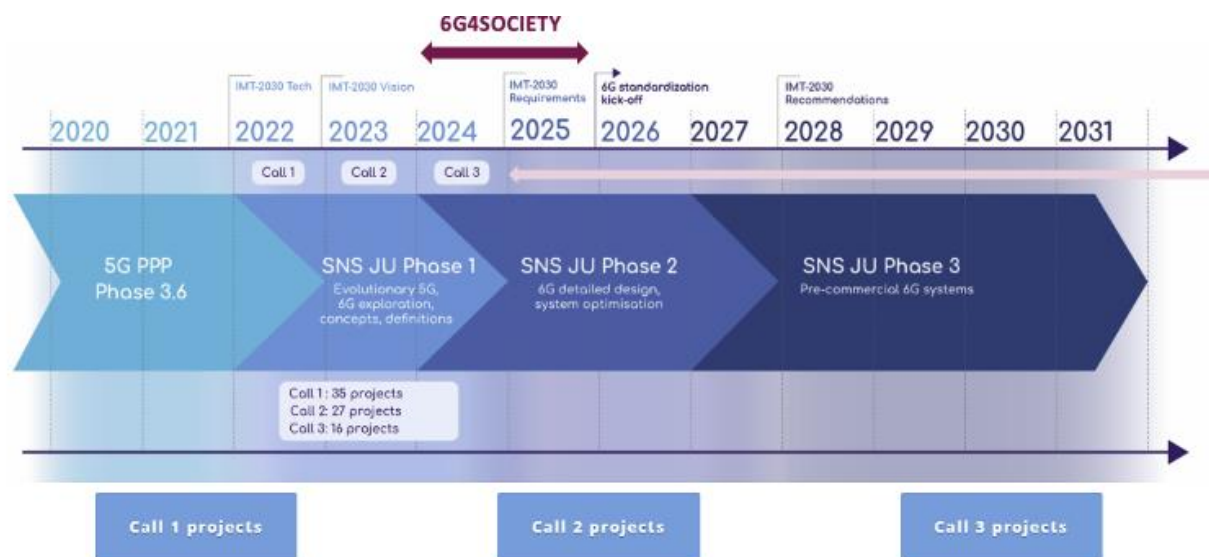 6G4SOCIETY
IMT-2030 Tech
IMT-2030 Vision
IMT-2030
Requirements
6G standardization
kick-off
IMT-2030
Recommendations
2020 2021 2022 2023 2024 2025 2026 2027 2028 2029 2030 2031
Call 1 Call 2 Call 3
5G PPP
Phase 3.6
SNS JU Phase 1
Evolutionary 5G,
6G exploration,
concepts, definitions
SNS JU Phase 2
6G detailed design,
system optimisation
SNS JU Phase 3
Pre-commercial 6G systems
Call 1: 35 projects
Call 2: 27 projects
Call 3: 16 projects
Call 1 projects
Call 2 projects
Call 3 projects